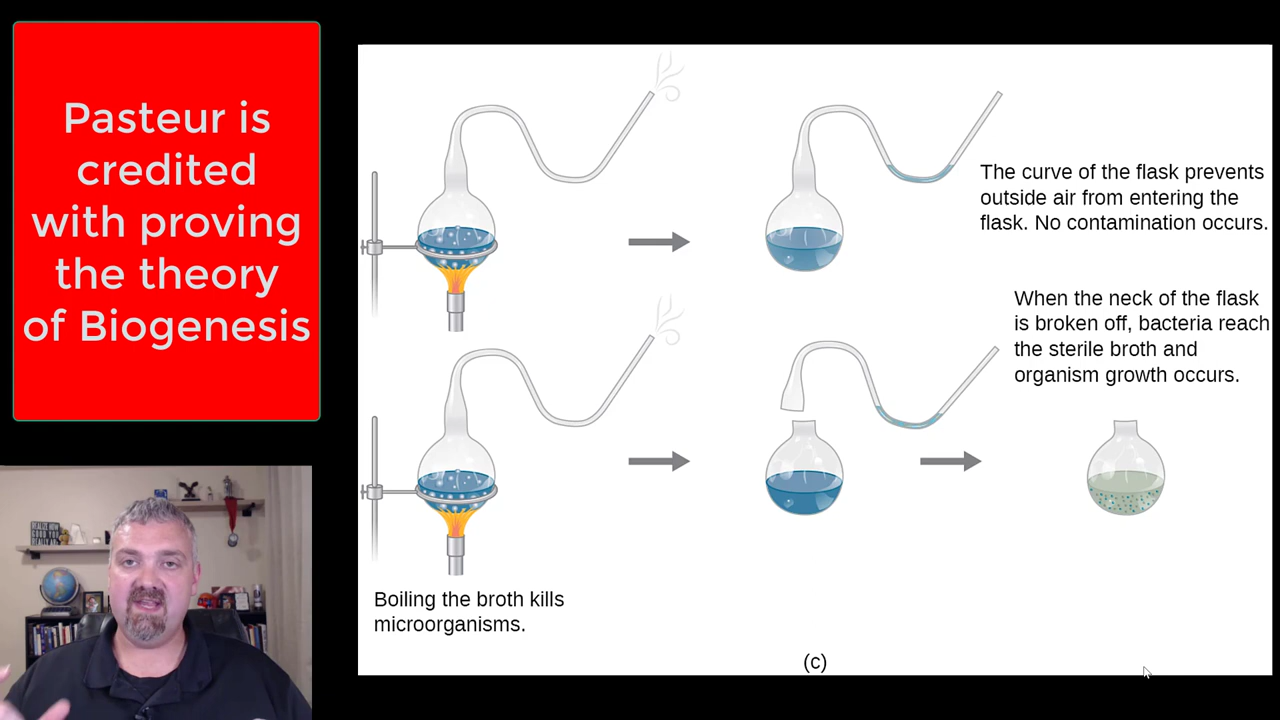 Pasteur is
credited
with proving
the theory
of Biogenesis
The curve of the flask prevents
outside air from entering the
flask. No contamination occurs.
When the neck of the flask
is broken off, bacteria reach
the sterile broth and
organism growth occurs.
Boiling the broth kills
microorganisms.
(c)